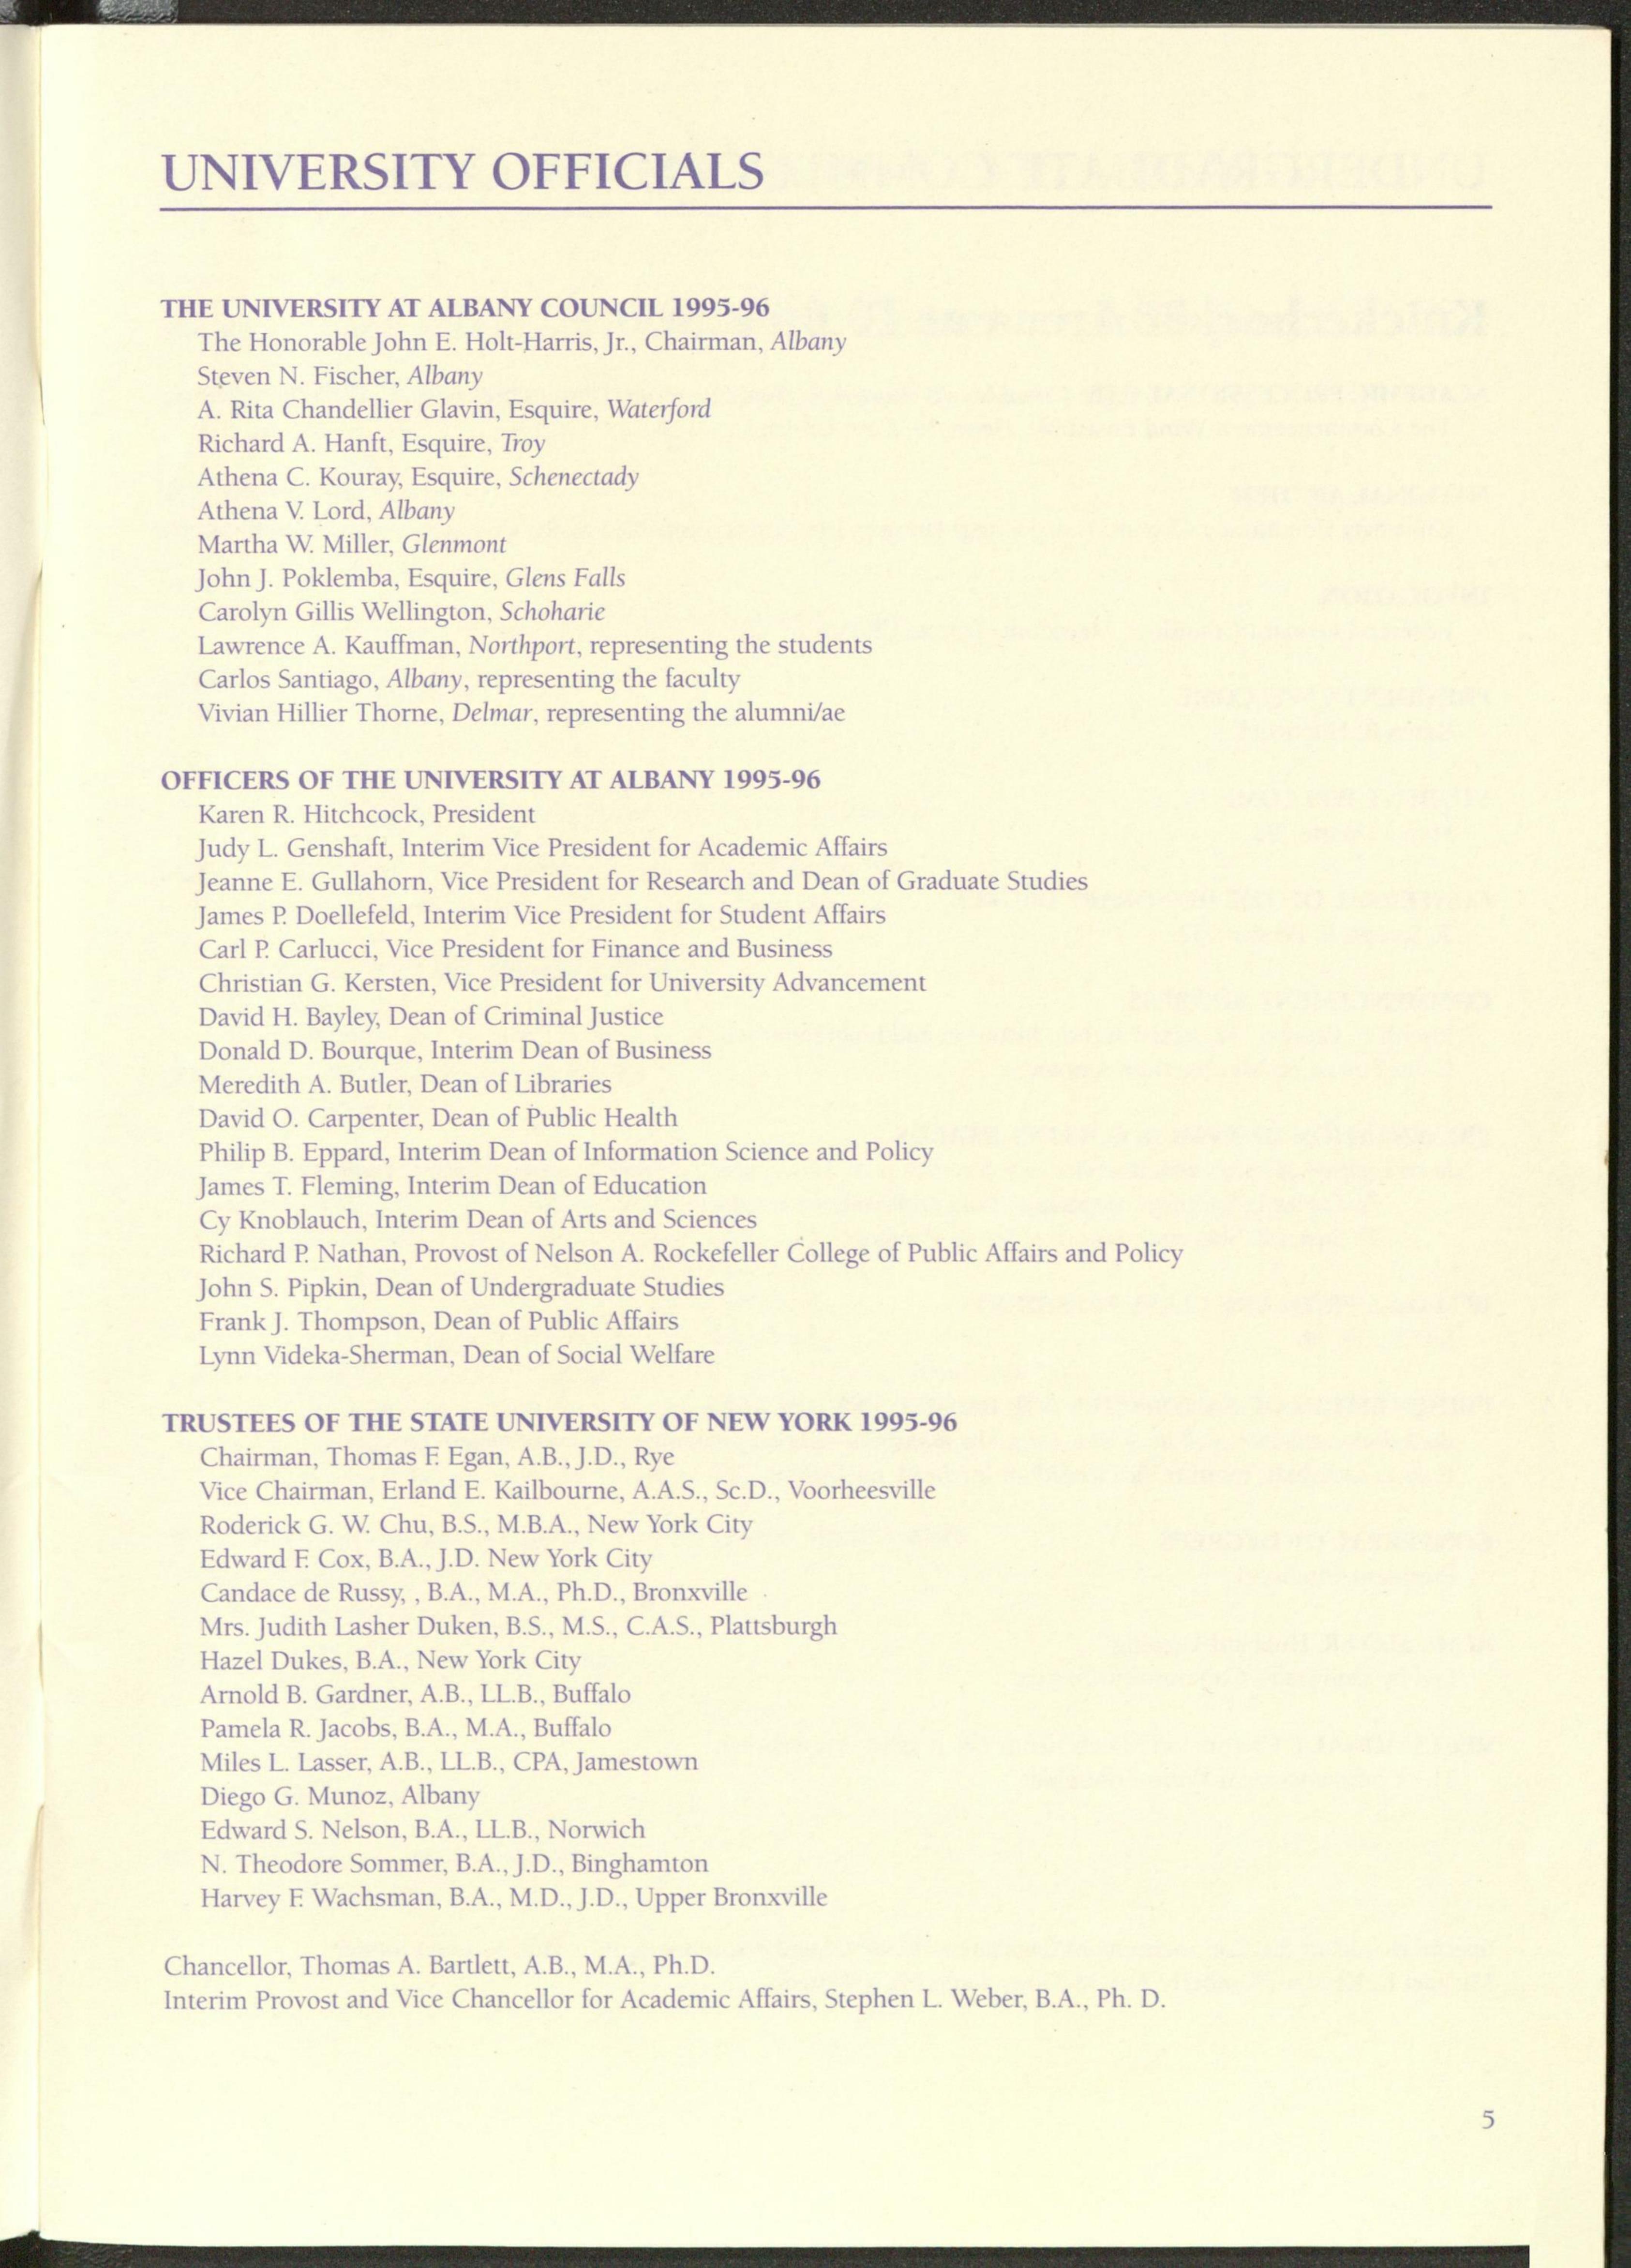 UNIVERSITY OFFICIALS
THE UNIVERSITY AT ALBANY COUNCIL 1995-96
The Honorable John E. Holt-Harris, Jr., Chairman, Albany
Steven N. Fischer, Albany
A. Rita Chandellier Glavin, Esquire, Waterford
Richard A. Hanft, Esquire, Troy
Athena C. Kouray, Esquire, Schenectady
Athena V. Lord, Albany
Martha W. Miller, Glenmont
John J. Poklemba, Esquire, Glens Falls
Carolyn Gillis Wellington, Schoharie
Lawrence A. Kauffman, Northport, representing the students
Carlos Santiago, Albany, representing the faculty
Vivian Hillier Thorne, Delmar, representing the alumni/ae
OFFICERS OF THE UNIVERSITY AT ALBANY 1995-96
Karen R. Hitchcock, President
Judy L. Genshaft, Interim Vice President for Academic Affairs
Jeanne E. Gullahorn, Vice President for Research and Dean of Graduate Studies
James P. Doellefeld, Interim Vice President for Student Affairs
Carl P. Carlucci, Vice President for Finance and Business
Christian G. Kersten, Vice President for University Advancement
David H. Bayley, Dean of Criminal Justice
Donald D. Bourque, Interim Dean of Business
Meredith A. Butler, Dean of Libraries
David O. Carpenter, Dean of Public Health
Philip B. Eppard, Interim Dean of Information Science and Policy
James T. Fleming, Interim Dean of Education
Cy Knoblauch, Interim Dean of Arts and Sciences
Richard P. Nathan, Provost of Nelson A. Rockefeller College of Public Affairs and Policy
John S. Pipkin, Dean of Undergraduate Studies
Frank J. Thompson, Dean of Public Affairs
Lynn Videka-Sherman, Dean of Social Welfare
TRUSTEES OF THE STATE UNIVERSITY OF NEW YORK 1995-96
Chairman, Thomas F. Egan, A.B., J.D., Rye
Vice Chairman, Erland E. Kailbourne, A.A.S., Sc.D., Voorheesville
Roderick G. W. Chu, B.S., M.B.A., New York City
Edward F. Cox, B.A., J.D. New York City
Candace de Russy, , B.A., M.A., Ph.D., Bronxville
Mrs. Judith Lasher Duken, B.S., M.S., C.A.S., Plattsburgh
Hazel Dukes, B.A., New York City
Arnold B. Gardner, A.B., LL.B., Buffalo
Pamela R. Jacobs, B.A., M.A., Buffalo
Miles L. Lasser, A.B., LL.B., CPA, Jamestown
Diego G. Munoz, Albany
Edward S. Nelson, B.A., LL.B., Norwich
N. Theodore Sommer, B.A., J.D., Binghamton
Harvey F. Wachsman, B.A., M.D., J.D., Upper Bronxville
Chancellor, Thomas A. Bartlett, A.B., M.A., Ph.D.
Interim Provost and Vice Chancellor for Academic Affairs, Stephen L. Weber, B.A., Ph. D.
5